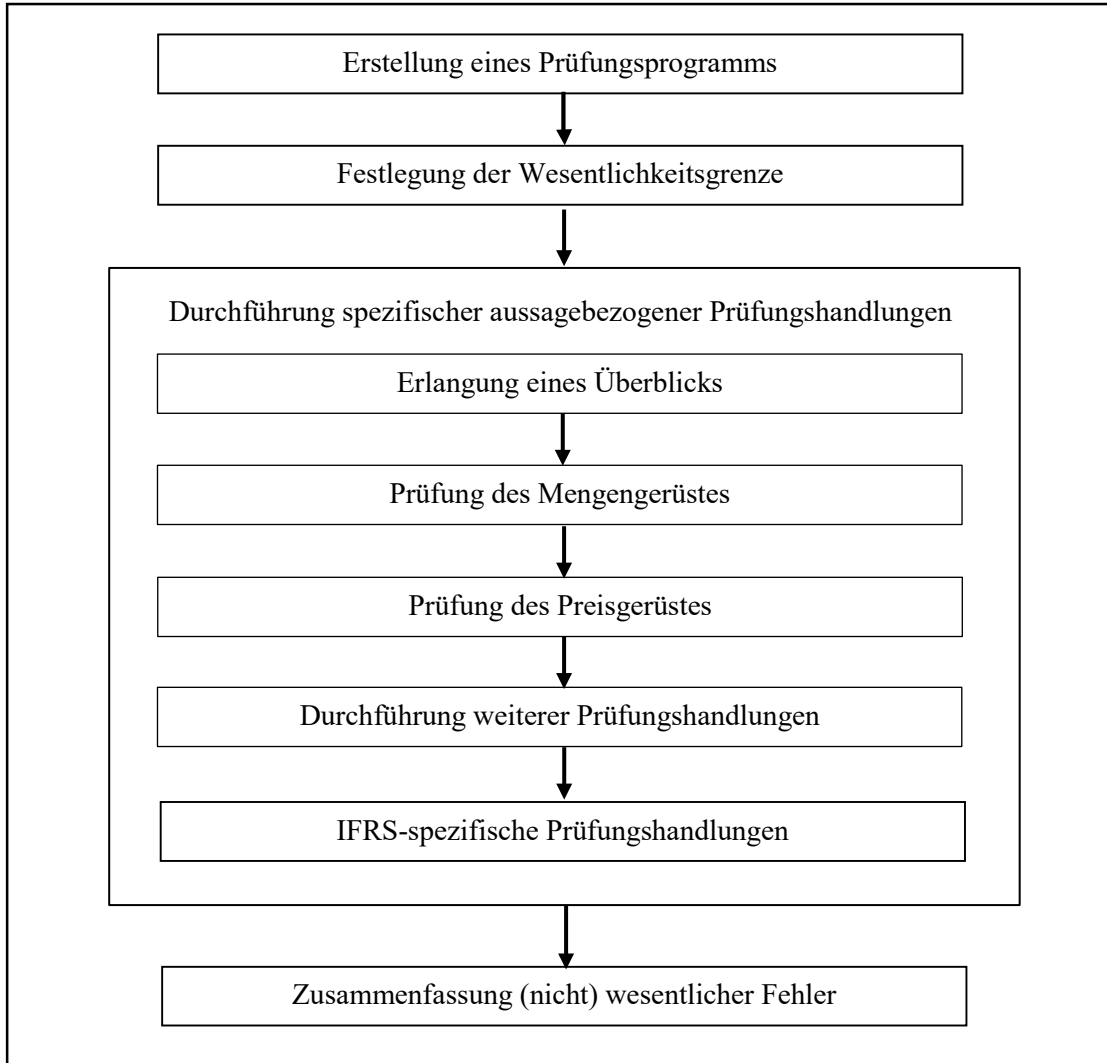 Erstellung eines Prüfungsprogramms
Festlegung der Wesentlichkeitsgrenze
Durchführung spezifischer aussagebezogener Prüfungshandlungen
Erlangung eines Überblicks
Prüfung des Mengengerüstes
Prüfung des Preisgerüstes
Durchführung weiterer Prüfungshandlungen
IFRS-spezifische Prüfungshandlungen
Zusammenfassung (nicht) wesentlicher Fehler